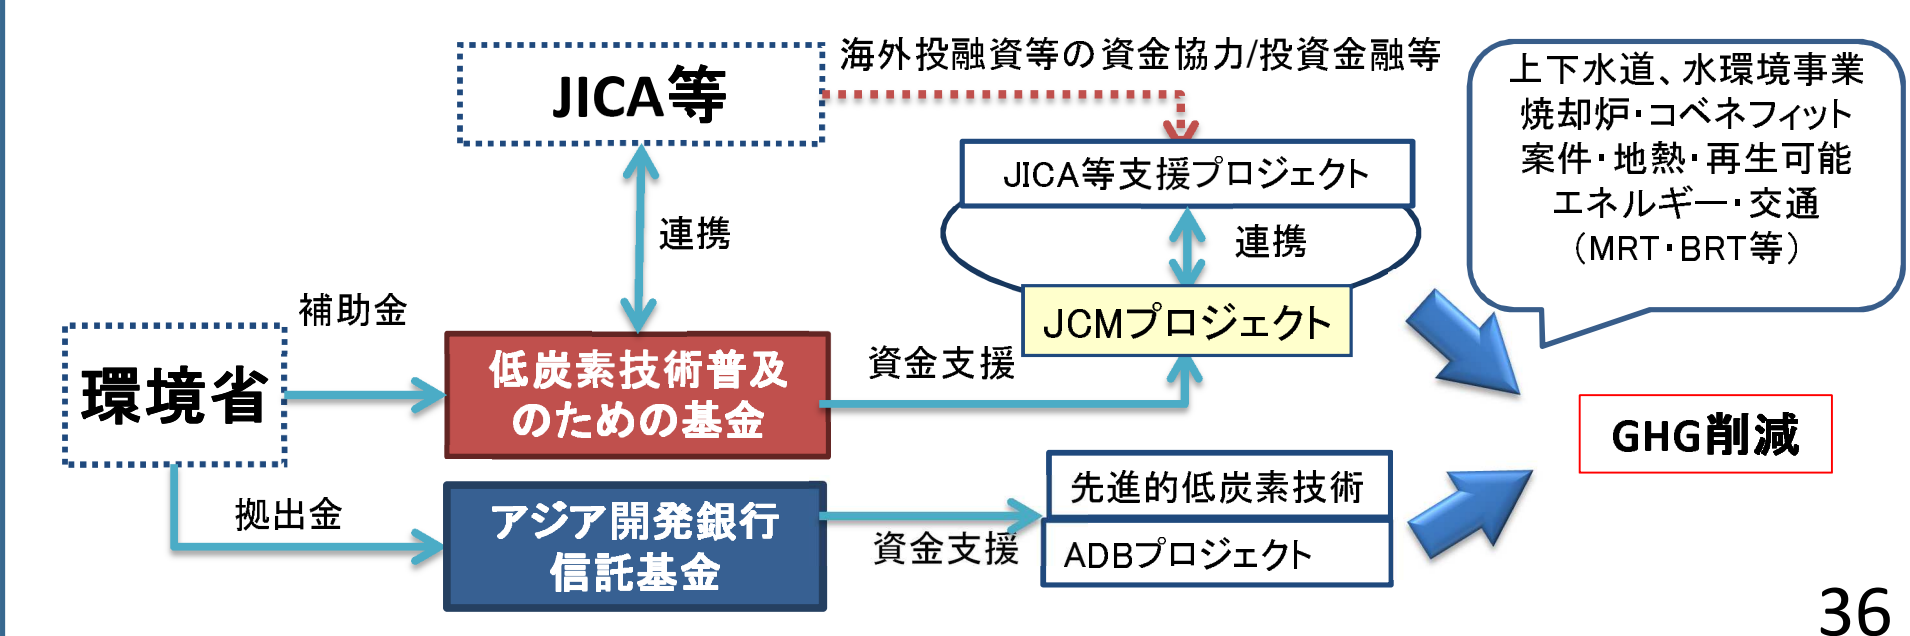 海外投融資等の資金協力/投資金融等
JICA等
上下水道、水環境事業
焼却炉・コベネフィット
案件・地熱・再生可能
エネルギー・交通
（MRT・BRT等）
JICA等支援プロジェクト
連携
連携
補助金
JCMプロジェクト
環境省
低炭素技術普及
のための基金
資金支援
GHG削減
拠出金
アジア開発銀行
信託基金
資金支援
先進的低炭素技術
ADBプロジェクト
36